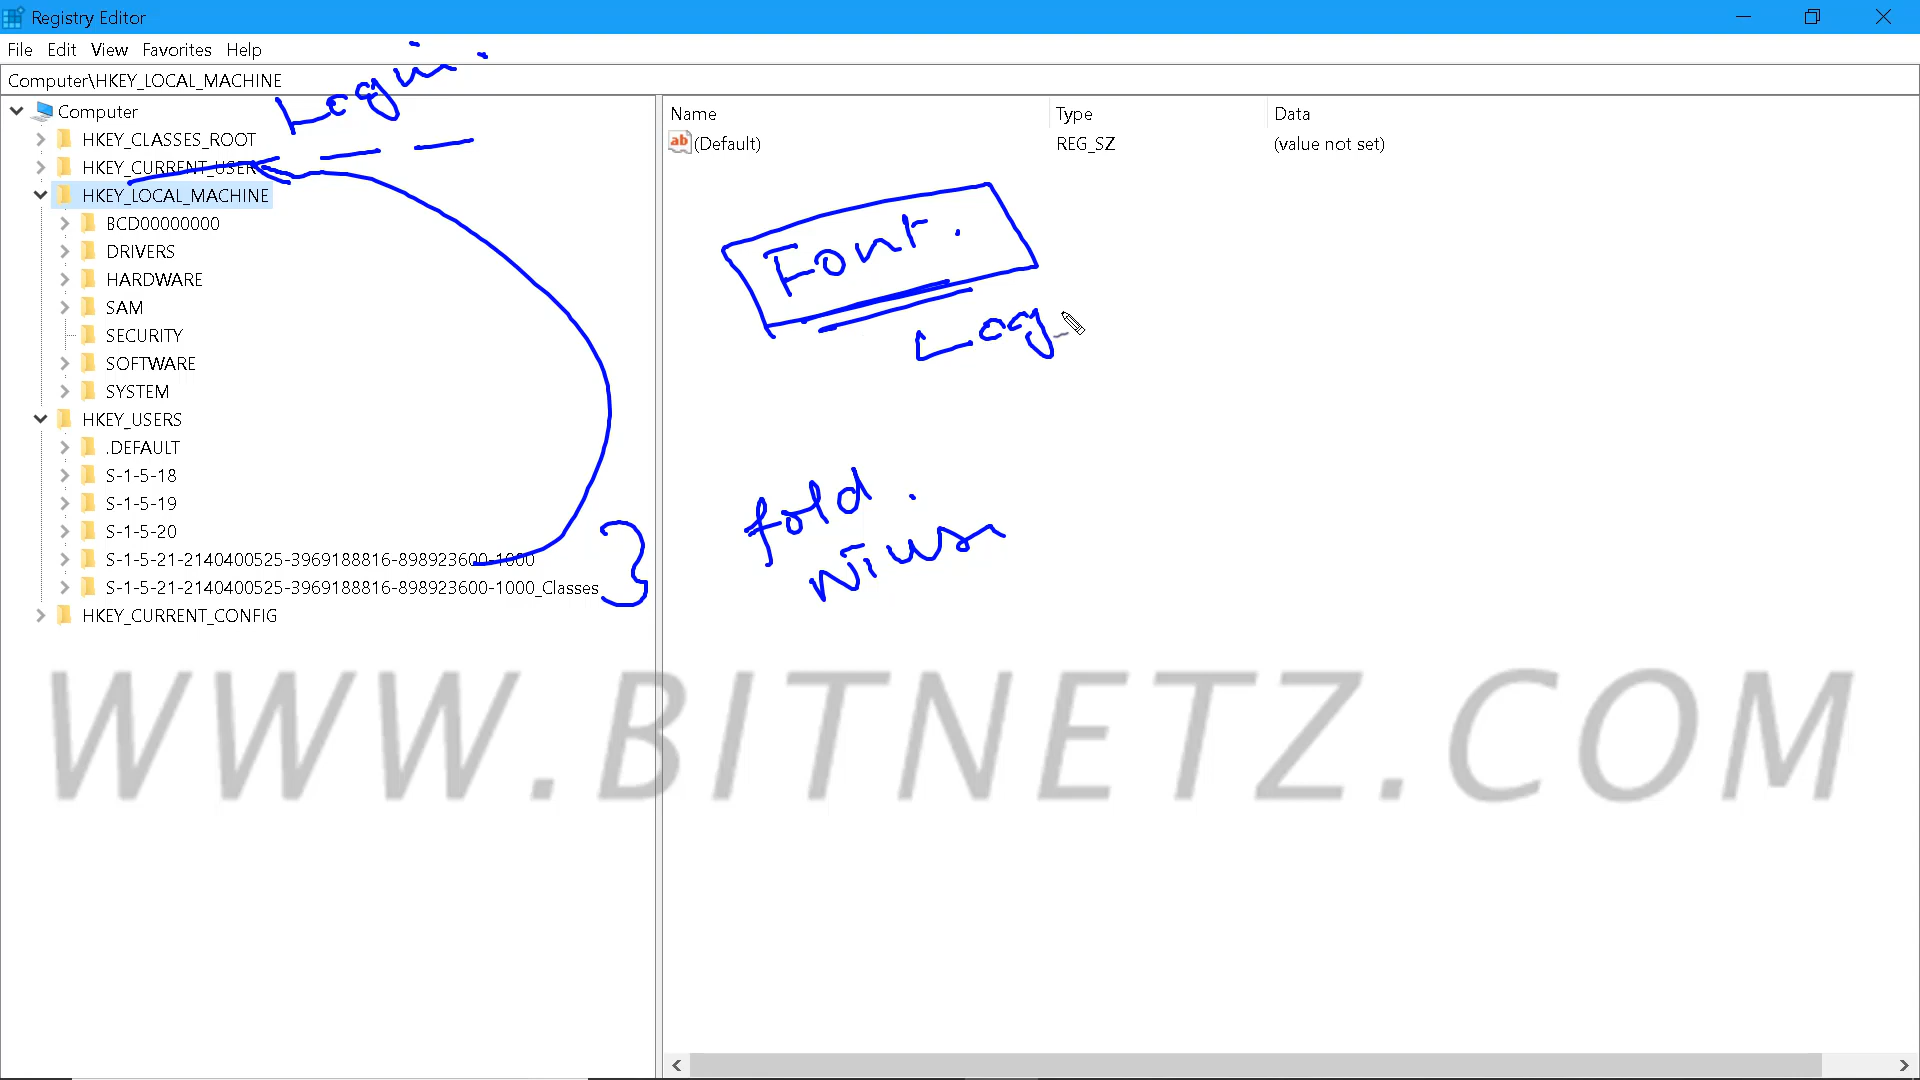 Registry Editor
File Edit View Favorites Help
Computer\HKEY_LOCAL_MACHINE
Computer
HKEY_CLASSES_ROOT
HKEY_CURRENT_USER
HKEY_LOCAL_MACHINE
BCD00000000
DRIVERS
HARDWARE
SAM
SECURITY
SOFTWARE
SYSTEM
HKEY_USERS
.DEFAULT
S-1-5-18
S-1-5-19
S-1-5-20
S-1-5-21-2140400525-3969188816-898923600-1000
S-1-5-21-2140400525-3969188816-898923600-1000_Classes
HKEY_CURRENT_CONFIG
Login.
Name Type Data
ab (Default) REG_SZ (value not set)
Font.
Log
fold.
WWW.BITNETZ.COM